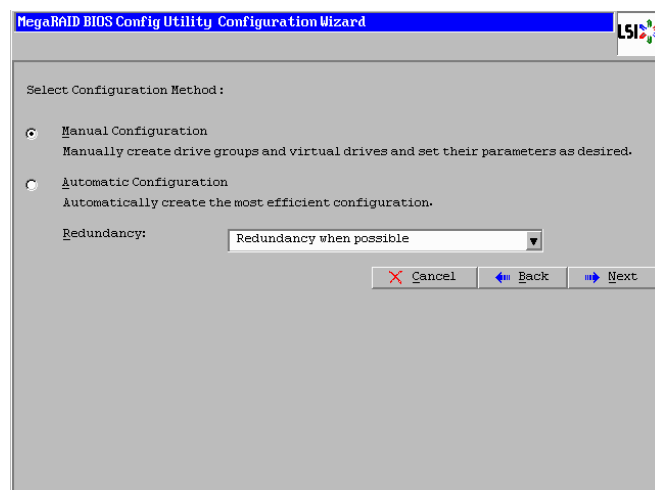 MegaRAID BIOS Config Utility Configuration Wizard
LSI
Select Configuration Method:
Manual Configuration
Manually create drive groups and virtual drives and set their parameters as desired.
Automatic Configuration
Automatically create the most efficient configuration.
Redundancy: Redundancy when possible
Cancel Back Next